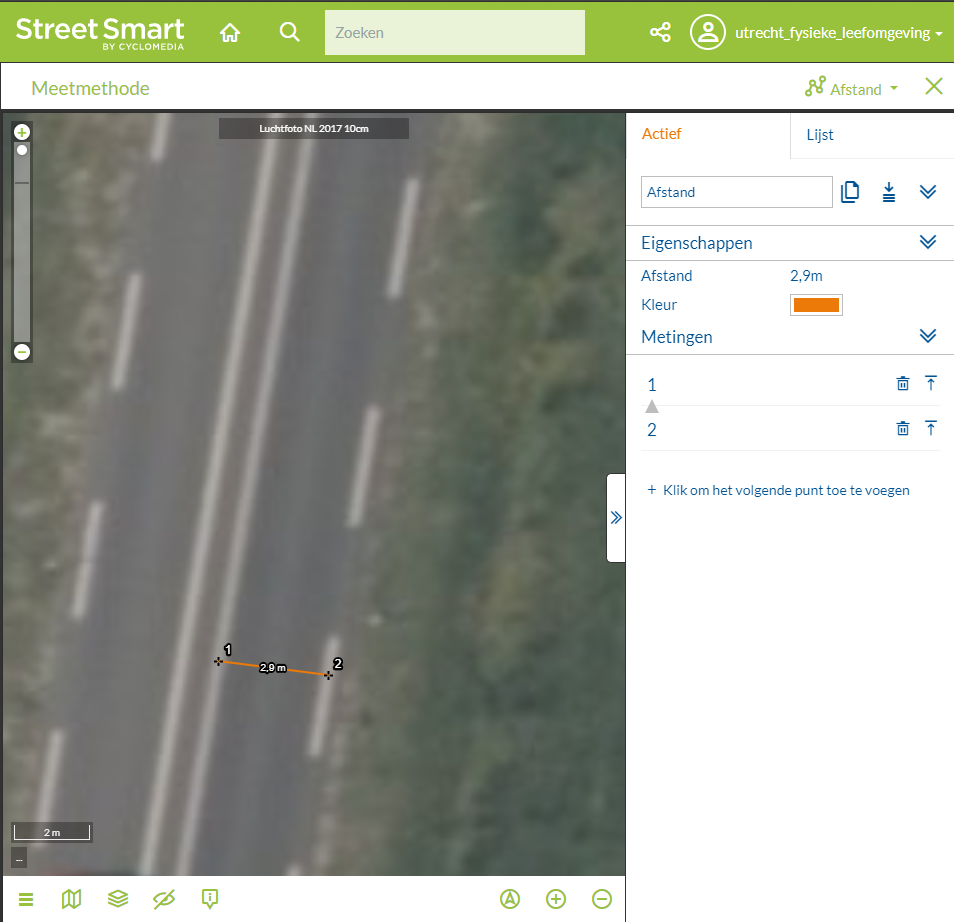 Street Smart
BY CYCLOMEDIA
Zoeken
utrecht_fysieke_leefomgeving
Meetmethode
Afstand
Luchtfoto NL 2017 10cm
1
2,9 m
2
2 m
...
Actief
Lijst
Afstand
Eigenschappen
Afstand 2,9m
Kleur
Metingen
1
2
+ Klik om het volgende punt toe te voegen